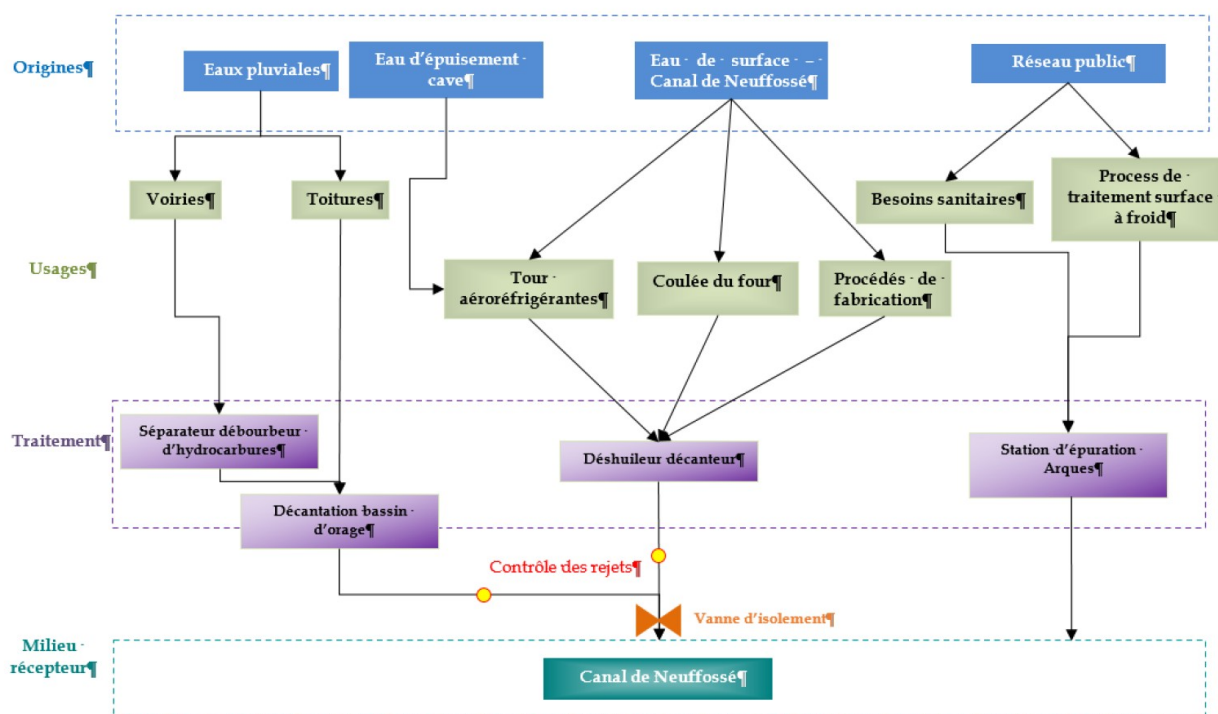 Origines¶
Eaux pluviales¶
Eau d'épuisement·
cave¶
Eau· de· surface· –·
Canal de Neuffossé¶
Réseau public¶
Voiries¶
Toitures¶
Besoins sanitaires¶
Process de·
traitement surface
à froid¶
Usages¶
Tour·
aéroréfrigérantes¶
Coulée du four¶
Procédés· de·
fabrication¶
Traitement¶
Séparateur débourbeur·
d'hydrocarbures¶
Déshuileur décanteur¶
Station·d'épuration·
Arques¶
Décantation·bassin·
d'orage¶
Contrôle·des rejets¶
Vanne d'isolement¶
Milieu·
récepteur¶
Canal de Neuffossé¶